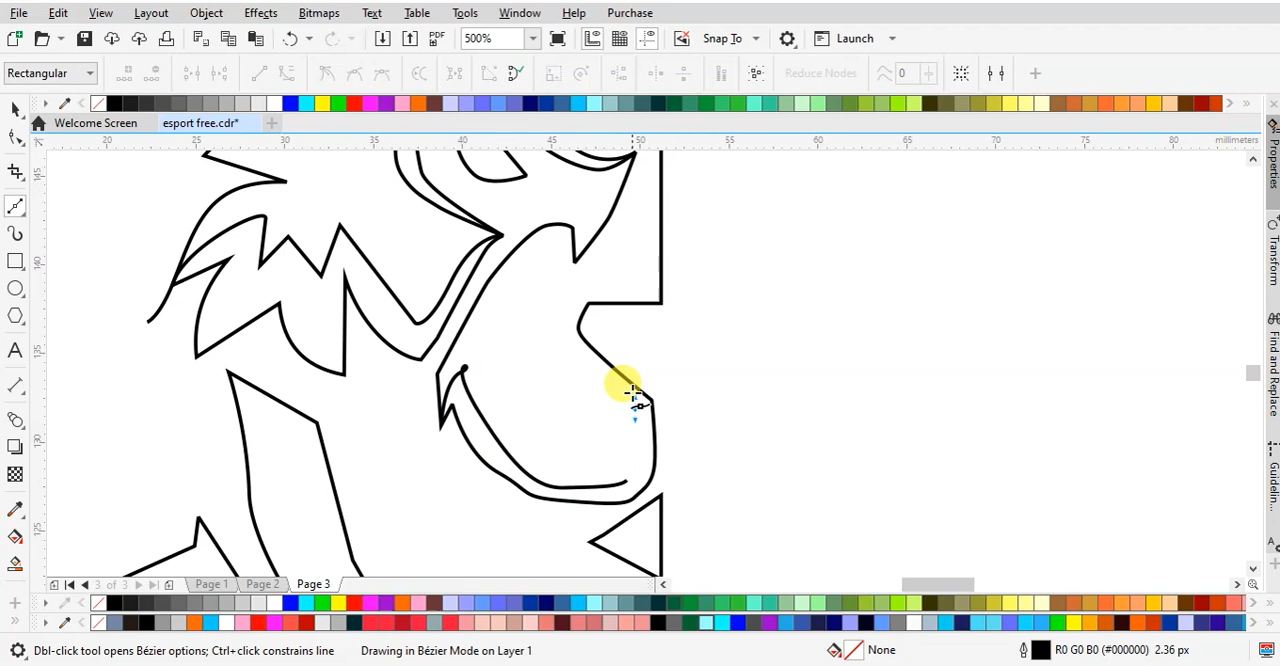 File Edit View Layout Object Effects Bitmaps Text Table Tools Window Help Purchase
PDF 500% Snap To Launch
Rectangular Reduce Nodes 0
Welcome Screen esport free.cdr*
20 25 30 35 40 45 50 55 60 65 70 75 80 millimeters
145
140
135
130
125
Properties
Transform
Find and Replace
Guidelin...
3 of 3 Page 1 Page 2 Page 3
Dbl-click tool opens Bézier options; Ctrl+click constrains line Drawing in Bézier Mode on Layer 1 None R0 G0 B0 (#000000) 2.36 px